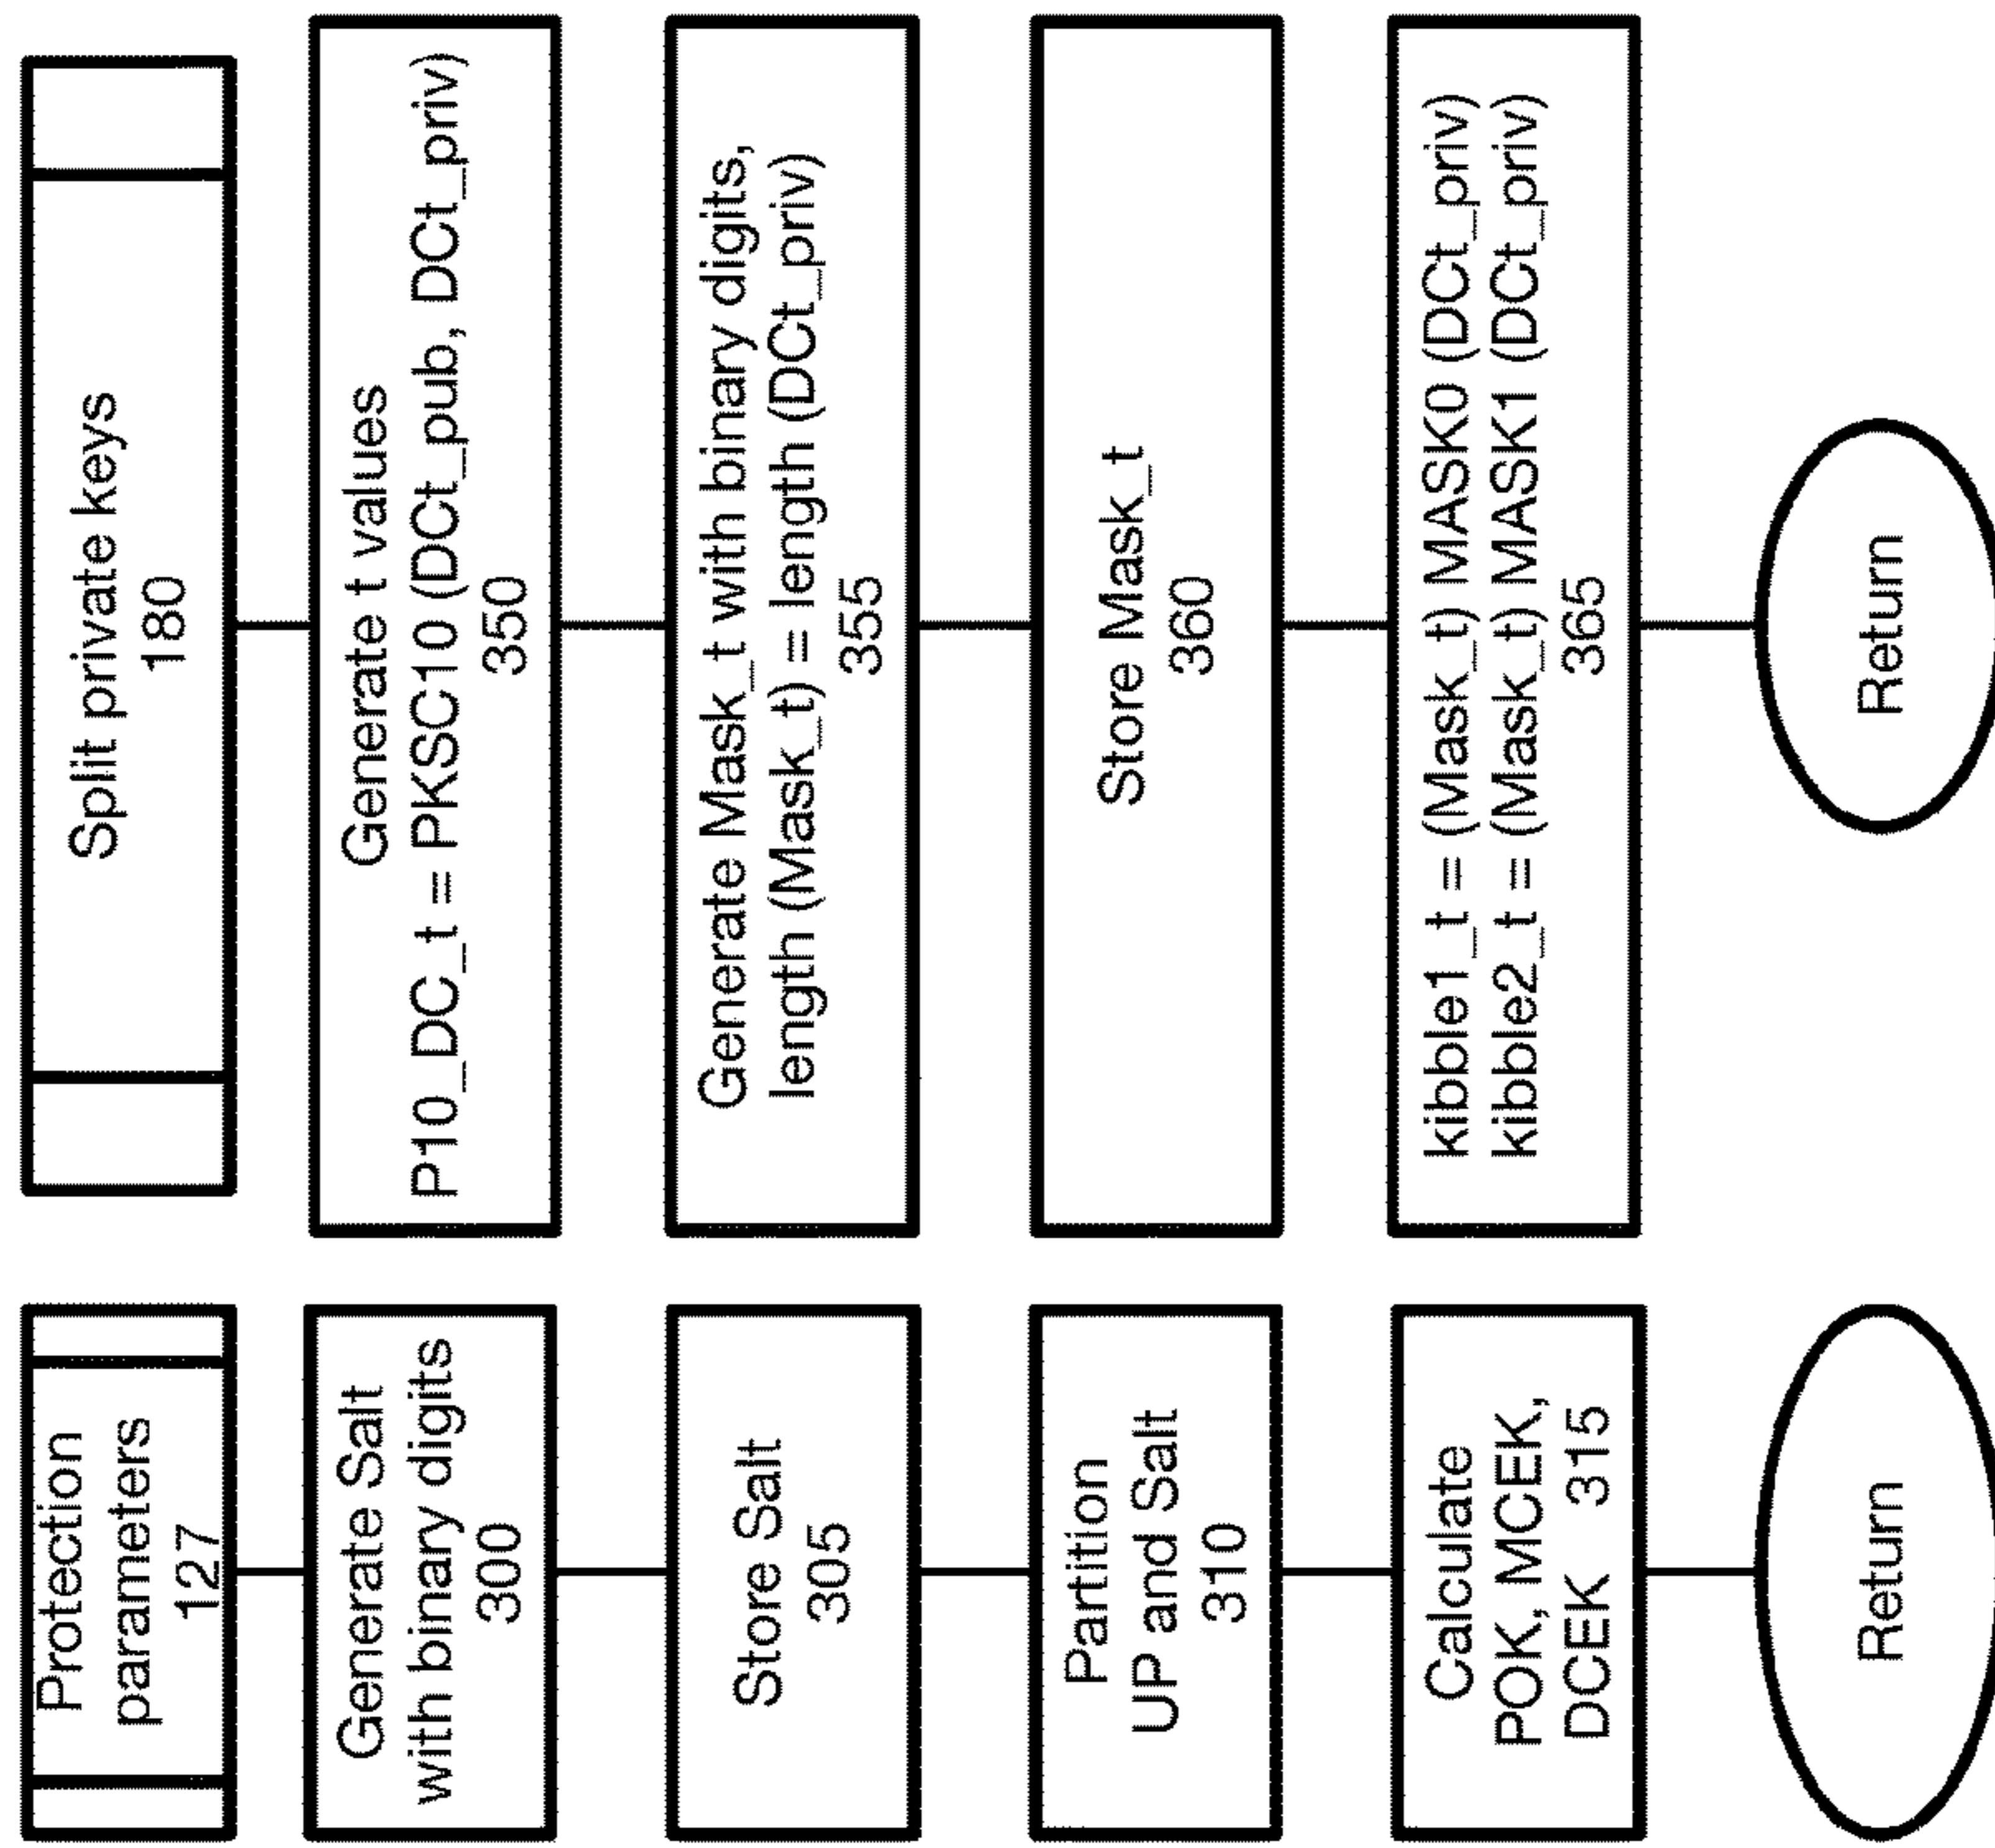 Protection
parameters
127
Generate Salt
with binary digits
300
Store Salt
305
Partition
UP and Salt
310
Calculate
POK, MCEK,
DCEK 315
Return
Split private keys
180
Generate t values
P10_DC_t = PKSC10 (DCt_pub, DCt_priv)
350
Generate Mask_t with binary digits,
length (Mask_t) = length (DCt_priv)
355
Store Mask_t
360
kibble1_t = (Mask_t) MASK0 (DCt_priv)
kibble2_t = (Mask_t) MASK1 (DCt_priv)
365
Return